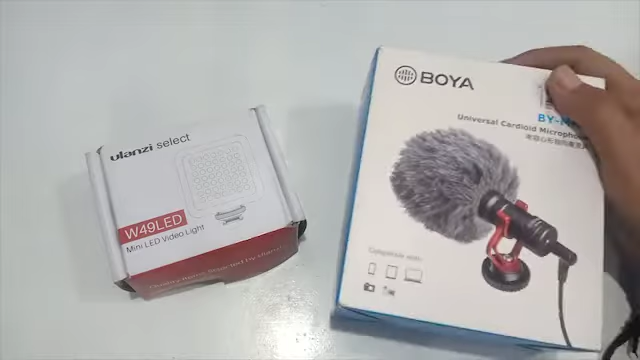 ulanzi select
W49LED
Mini LED Video Light
BOYA
BY-M
Universal Cardioid Microphone
Compatible with: